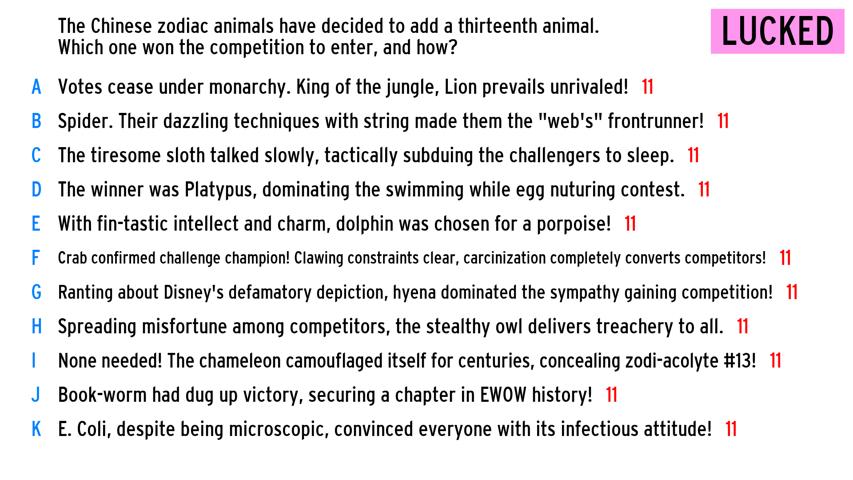 The Chinese zodiac animals have decided to add a thirteenth animal.
Which one won the competition to enter, and how?
LUCKED
A Votes cease under monarchy. King of the jungle, Lion prevails unrivaled! 11
B Spider. Their dazzling techniques with string made them the "web's" frontrunner! 11
C The tiresome sloth talked slowly, tactically subduing the challengers to sleep. 11
D The winner was Platypus, dominating the swimming while egg nuturing contest. 11
E With fin-tastic intellect and charm, dolphin was chosen for a porpoise! 11
F Crab confirmed challenge champion! Clawing constraints clear, carcinization completely converts competitors! 11
G Ranting about Disney's defamatory depiction, hyena dominated the sympathy gaining competition! 11
H Spreading misfortune among competitors, the stealthy owl delivers treachery to all. 11
I None needed! The chameleon camouflaged itself for centuries, concealing zodi-acolyte #13! 11
J Book-worm had dug up victory, securing a chapter in EWOW history! 11
K E. Coli, despite being microscopic, convinced everyone with its infectious attitude! 11